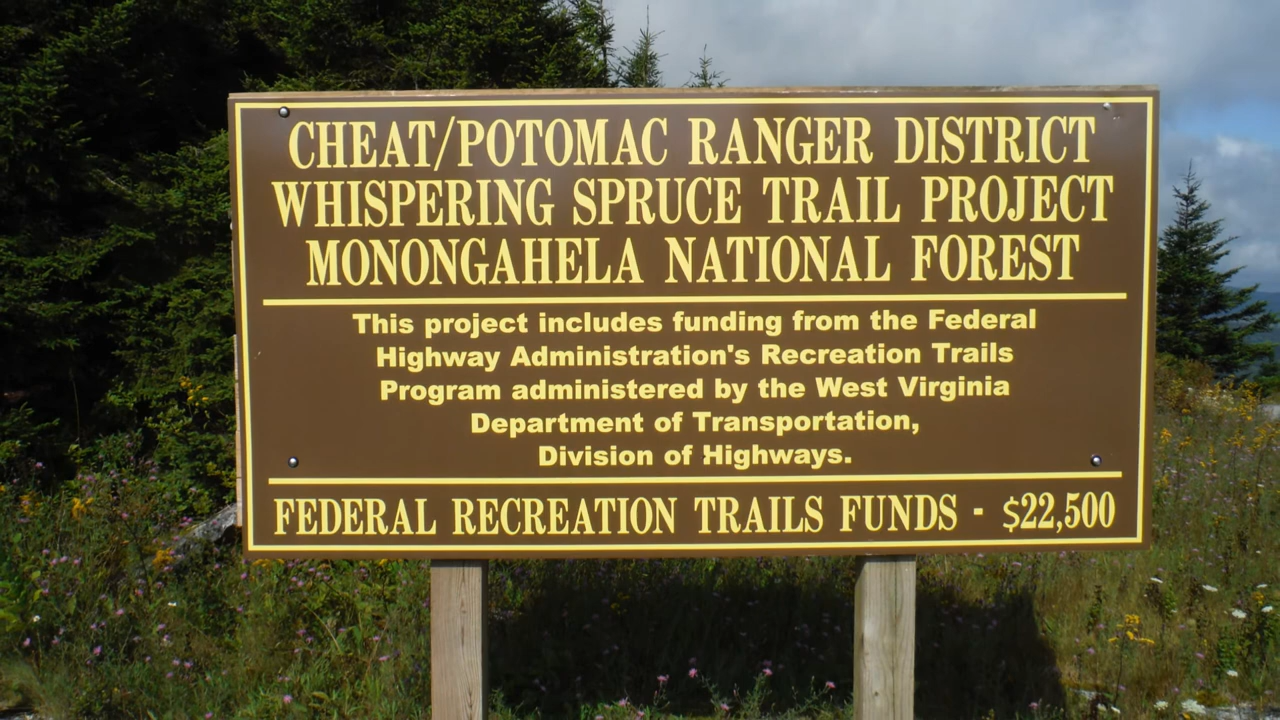 CHEAT/POTOMAC RANGER DISTRICT
WHISPERING SPRUCE TRAIL PROJECT
MONONGAHELA NATIONAL FOREST
This project includes funding from the Federal
Highway Administration's Recreation Trails
Program administered by the West Virginia
Department of Transportation,
Division of Highways.
FEDERAL RECREATION TRAILS FUNDS - $22,500